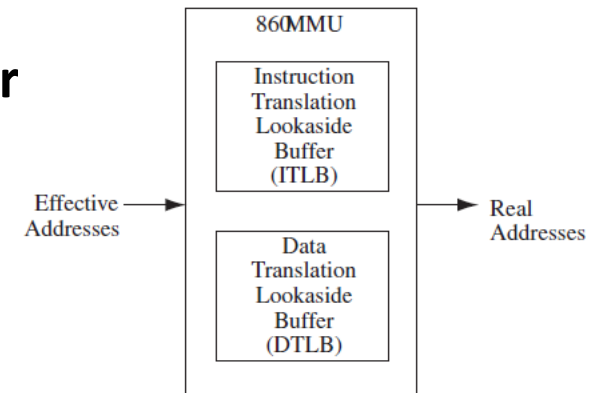 r
860MMU
Instruction
Translation
Lookaside
Buffer
(ITLB)
Effective
Addresses
Real
Addresses
Data
Translation
Lookaside
Buffer
(DTLB)